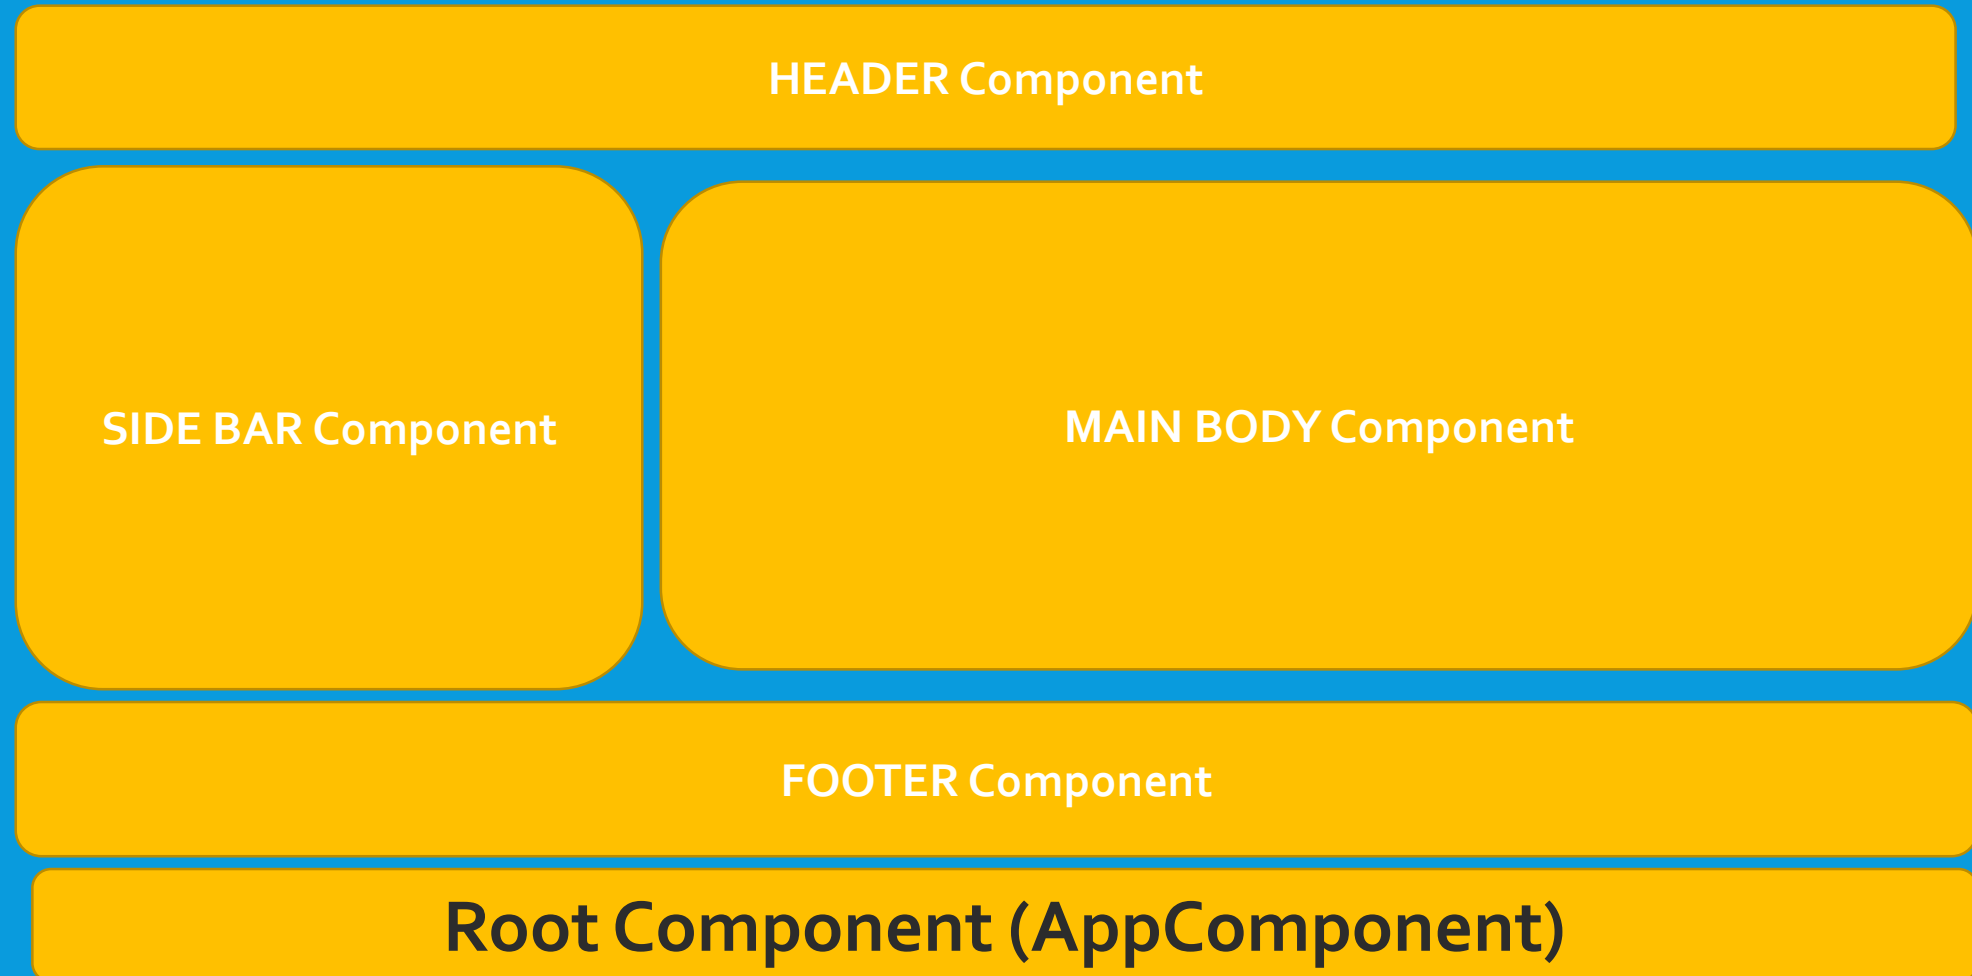 HEADER Component
SIDE BAR Component
MAIN BODY Component
FOOTER Component
Root Component (AppComponent)